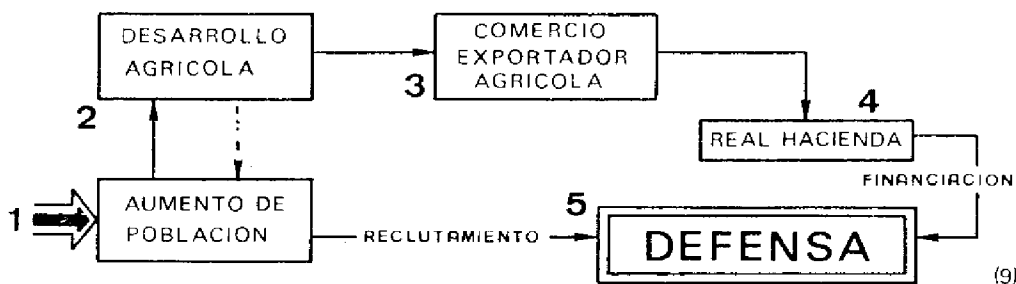 DESARROLLO
AGRICOLA
2
COMERCIO
EXPORTADOR
AGRICOLA
3
4
REAL HACIENDA
FINANCIACION
1
AUMENTO DE
POBLACION
RECLUTAMIENTO
5
DEFENSA
(9)